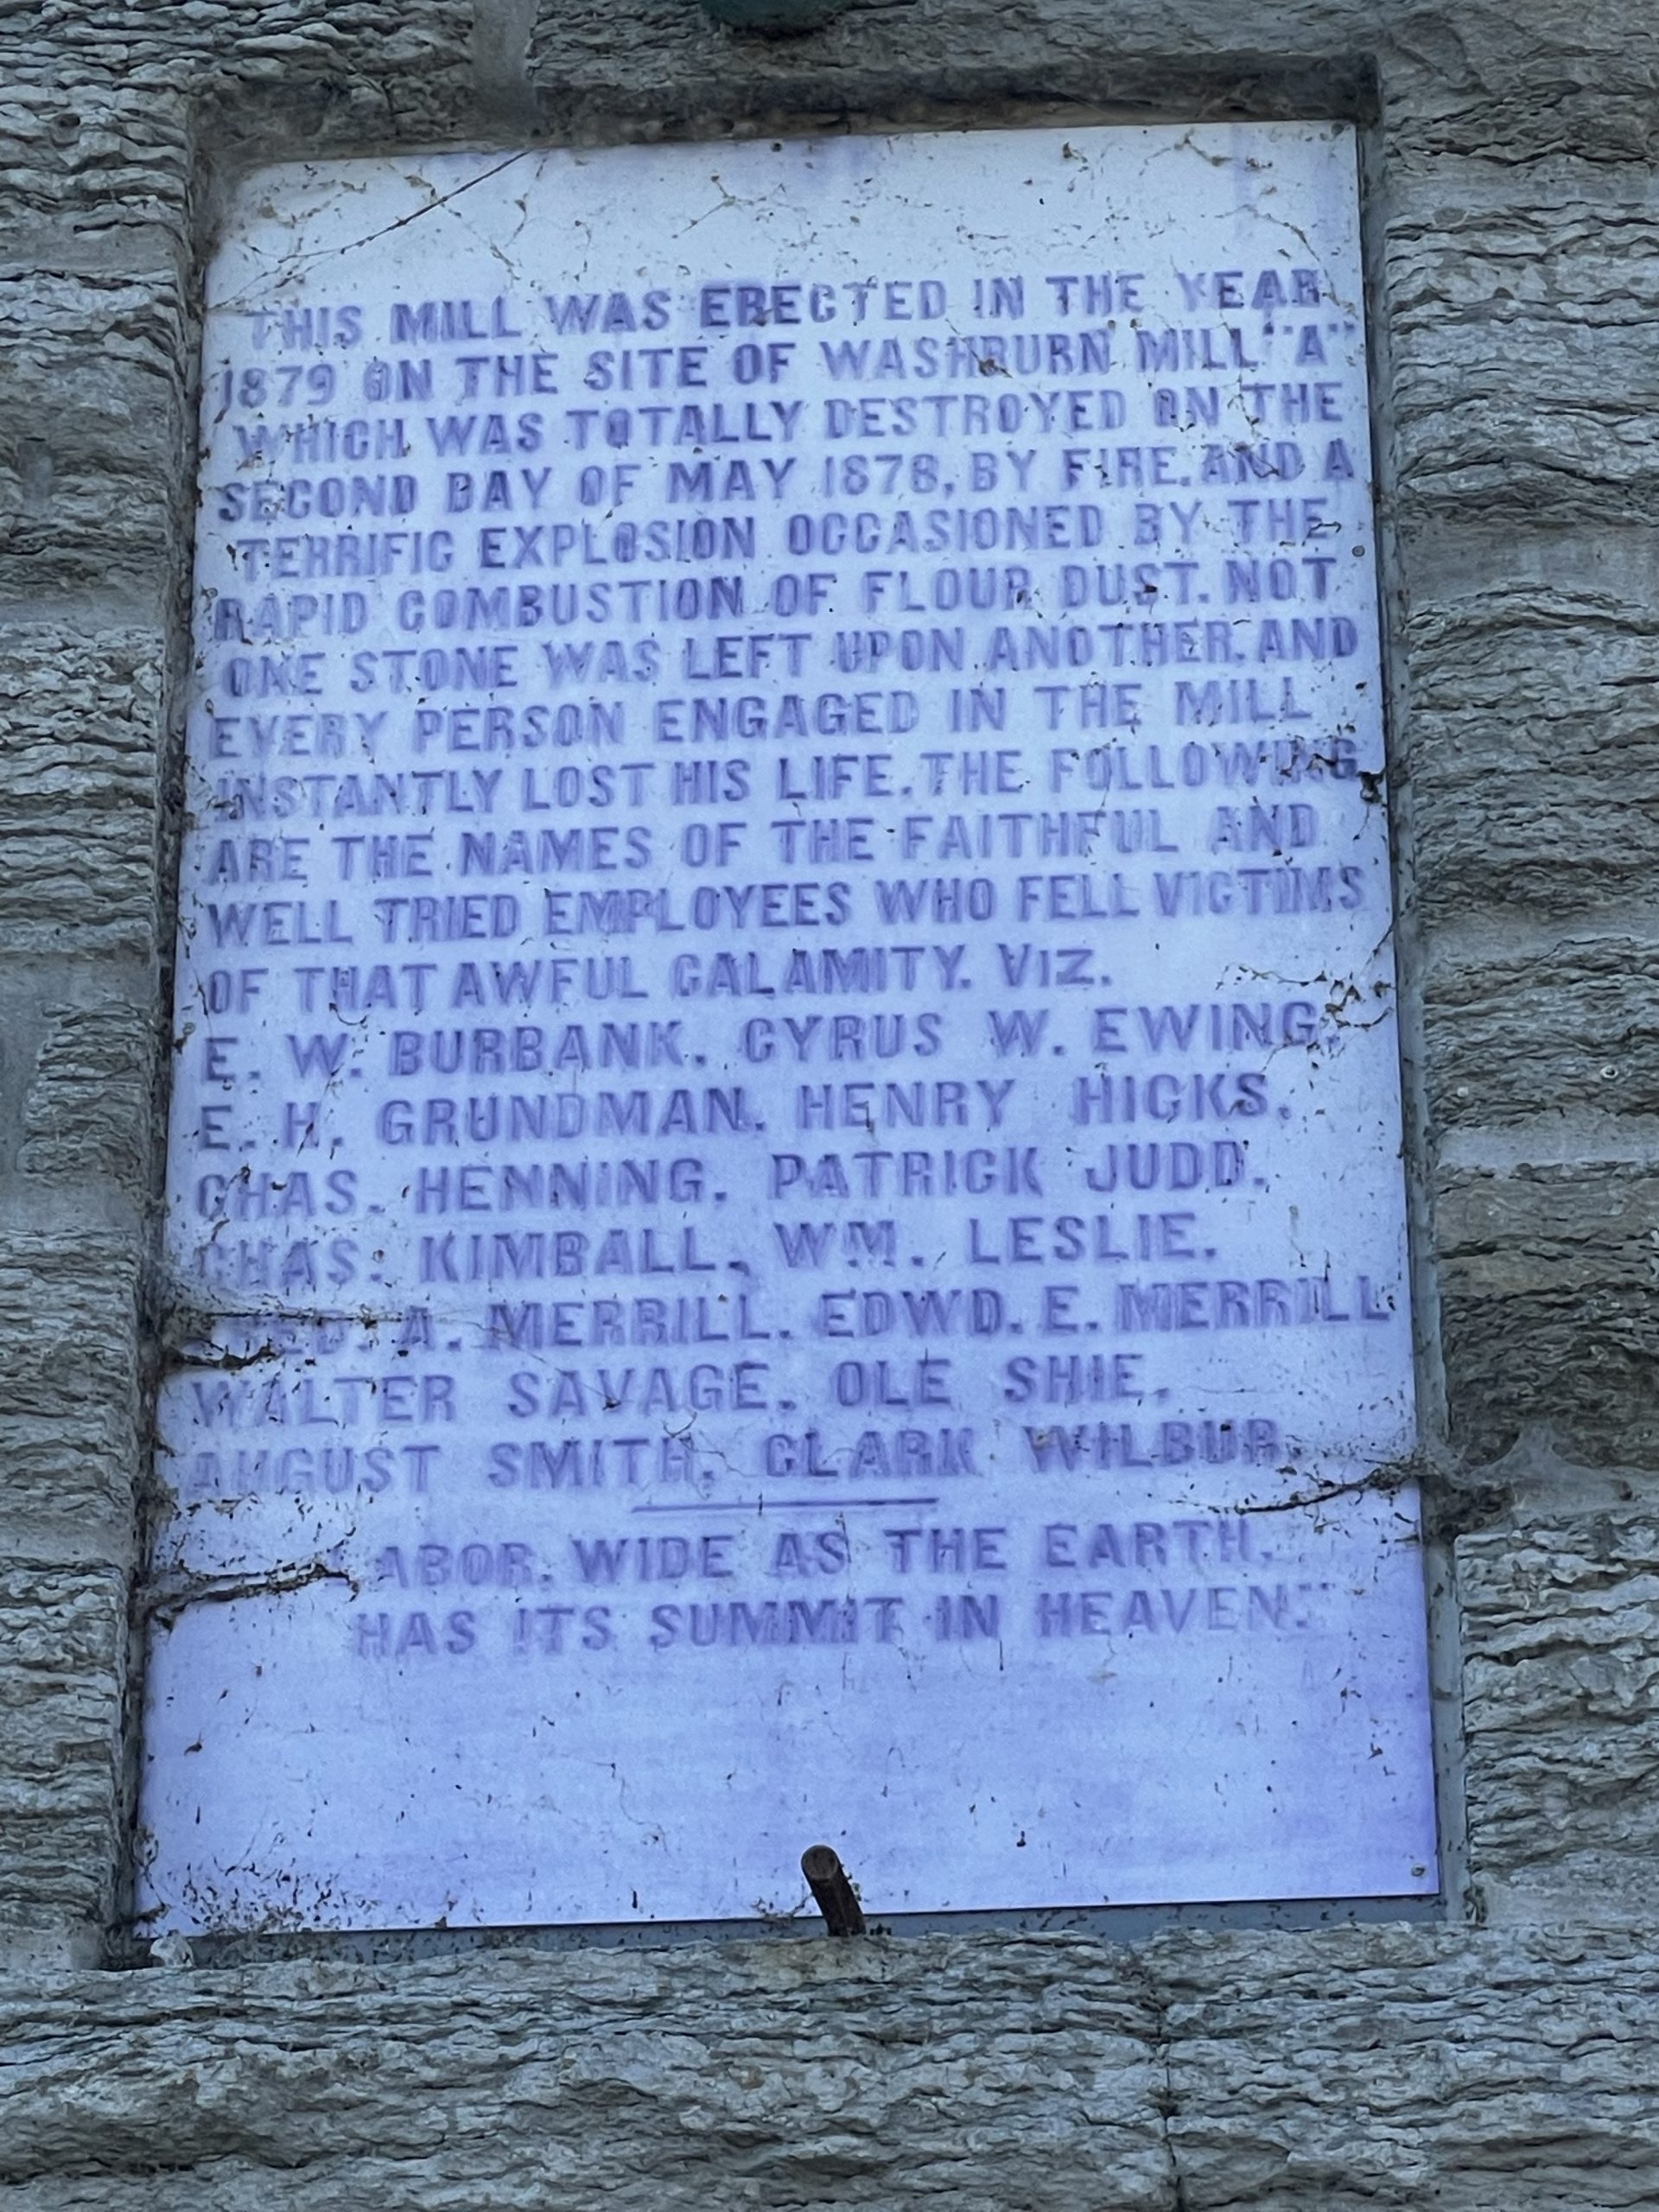 THIS MILL WAS ERECTED IN THE YEAR
1879 ON THE SITE OF WASHBURN MILL "A"
WHICH WAS TOTALLY DESTROYED ON THE
SECOND DAY OF MAY 1878, BY FIRE, AND A
TERRIFIC EXPLOSION OCCASIONED BY THE
RAPID COMBUSTION OF FLOUR DUST. NOT
ONE STONE WAS LEFT UPON ANOTHER, AND
EVERY PERSON ENGAGED IN THE MILL
INSTANTLY LOST HIS LIFE. THE FOLLOWING
ARE THE NAMES OF THE FAITHFUL AND
WELL TRIED EMPLOYEES WHO FELL VICTIMS
OF THAT AWFUL CALAMITY. VIZ.
E. W. BURBANK. CYRUS W. EWING.
E. H. GRUNDMAN. HENRY HICKS.
CHAS. HENNING. PATRICK JUDD.
CHAS. KIMBALL. WM. LESLIE.
A. MERRILL. EDWD. E. MERRILL.
WALTER SAVAGE. OLE SHIE.
AUGUST SMITH. CLARK WILBUR.
LABOR, WIDE AS THE EARTH,
HAS ITS SUMMIT IN HEAVEN."